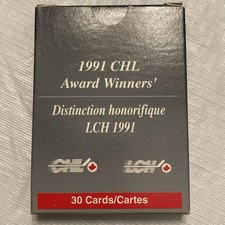 1991 CHL
Award Winners'
Distinction honorifique
LCH 1991
CHL LCH
30 Cards/Cartes